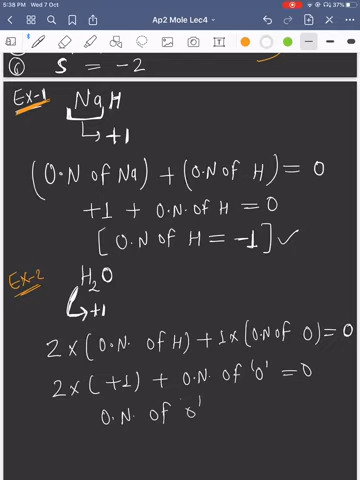 5:38 PM Wed 7 Oct
Ap2 Mole Lec4
⑥ S = -2
Ex-1 NaH
→ +1
(O.N of Na) + (O.N of H) = 0
+1 + O.N. of H = 0
[O.N of H = -1] ✓
Ex-2 H₂O
→ +1
2 × (O.N. of H) + 1 × (O.N of O) = 0
2 × (+1) + O.N. of 'O' = 0
O.N. of 'O'